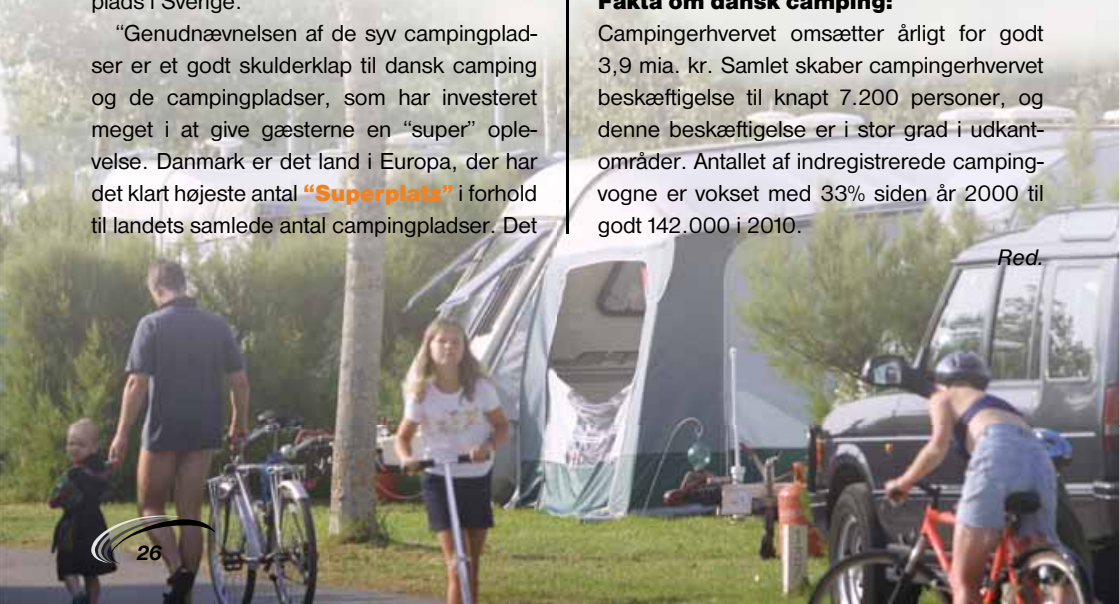 plads i Sverige.
“Genudnævnelsen af de syv campingplad-
ser er et godt skulderklap til dansk camping
og de campingpladser, som har investeret
meget i at give gæsterne en “super” ople-
velse. Danmark er det land i Europa, der har
det klart højeste antal “Superplatz” i forhold
til landets samlede antal campingpladser. Det
Fakta om dansk camping:
Campingerhvervet omsætter årligt for godt
3,9 mia. kr. Samlet skaber campingerhvervet
beskæftigelse til knapt 7.200 personer, og
denne beskæftigelse er i stor grad i udkant-
områder. Antallet af indregistrerede camping-
vogne er vokset med 33% siden år 2000 til
godt 142.000 i 2010.
Red.
26